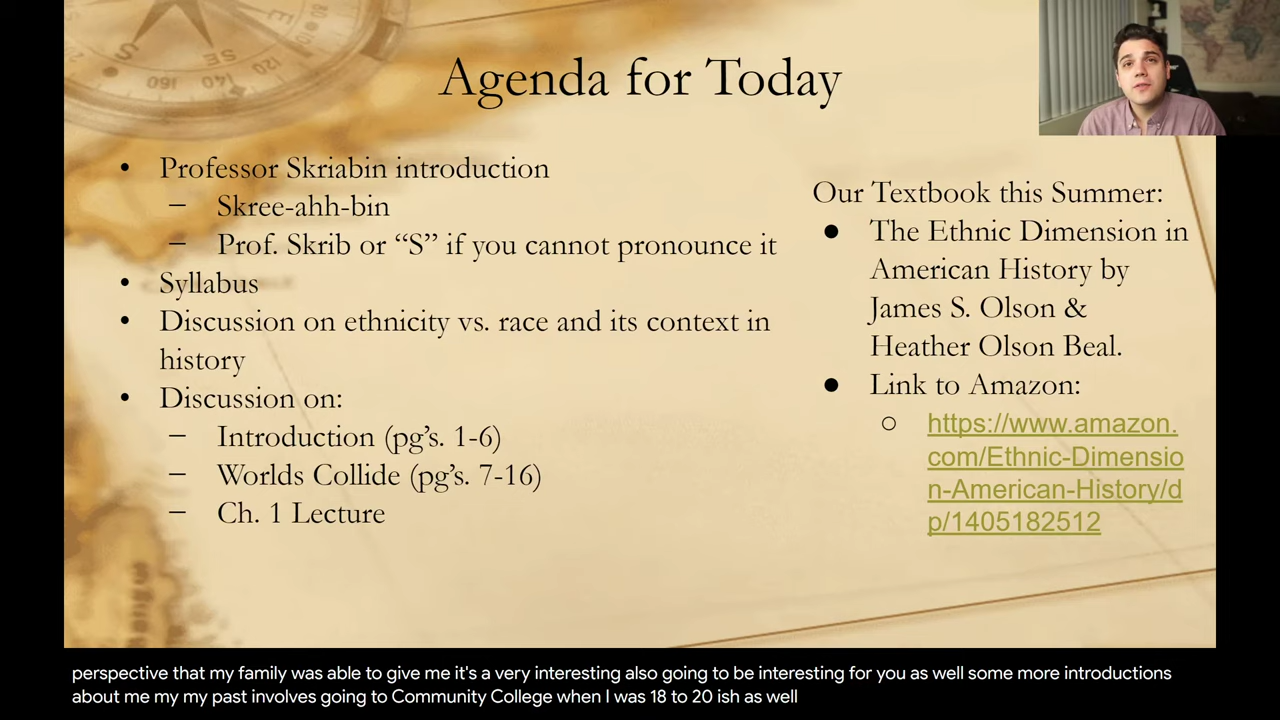 Agenda for Today
• Professor Skriabin introduction
– Skree-ahh-bin
– Prof. Skrib or “S” if you cannot pronounce it
• Syllabus
• Discussion on ethnicity vs. race and its context in
history
• Discussion on:
– Introduction (pg’s. 1-6)
– Worlds Collide (pg’s. 7-16)
– Ch. 1 Lecture
Our Textbook this Summer:
● The Ethnic Dimension in
American History by
James S. Olson &
Heather Olson Beal.
● Link to Amazon:
○ https://www.amazon.
com/Ethnic-Dimensio
n-American-History/d
p/1405182512
S
SE
E
160
140
120
perspective that my family was able to give me it's a very interesting also going to be interesting for you as well some more introductions
about me my my past involves going to Community College when I was 18 to 20 ish as well